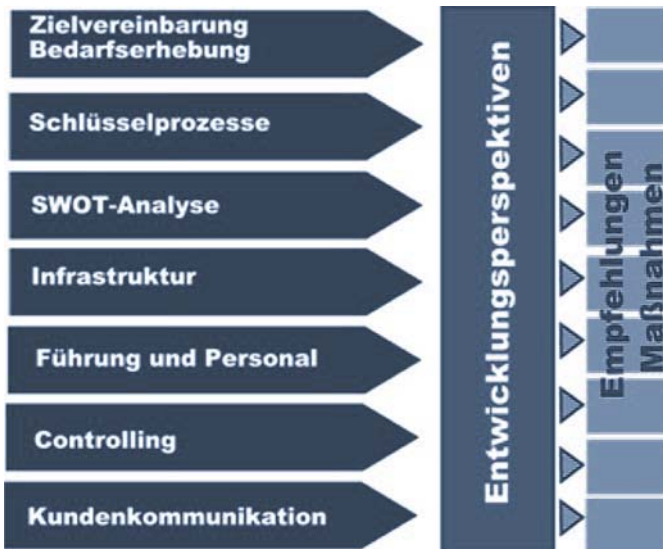 Zielvereinbarung
Bedarfserhebung
Schlüsselprozesse
SWOT-Analyse
Infrastruktur
Führung und Personal
Controlling
Kundenkommunikation
Entwicklungsperspektiven
Empfehlungen
Maßnahmen